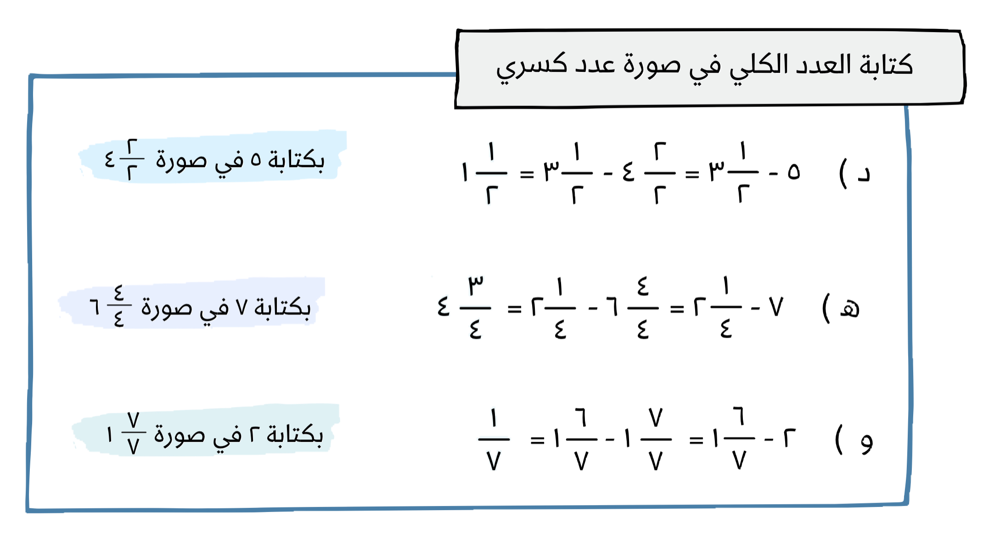 كتابة العدد الكلي في صورة عدد كسري
د ) ٥ - ٣ ١/٢ = ٤ ٢/٢ - ٣ ١/٢ = ١ ١/٢
بكتابة ٥ في صورة ٤ ٢/٢
ه ) ٧ - ٢ ١/٤ = ٦ ٤/٤ - ٢ ١/٤ = ٤ ٣/٤
بكتابة ٧ في صورة ٦ ٤/٤
و ) ٢ - ١ ٦/٧ = ١ ٧/٧ - ١ ٦/٧ = ١/٧
بكتابة ٢ في صورة ١ ٧/٧